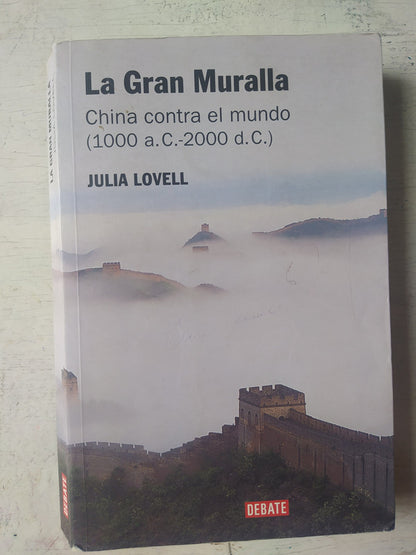 La Gran Muralla
China contra el mundo
(1000 a.C.-2000 d.C.)
JULIA LOVELL
DEBATE
LA GRAN MURALLA
DEBATE